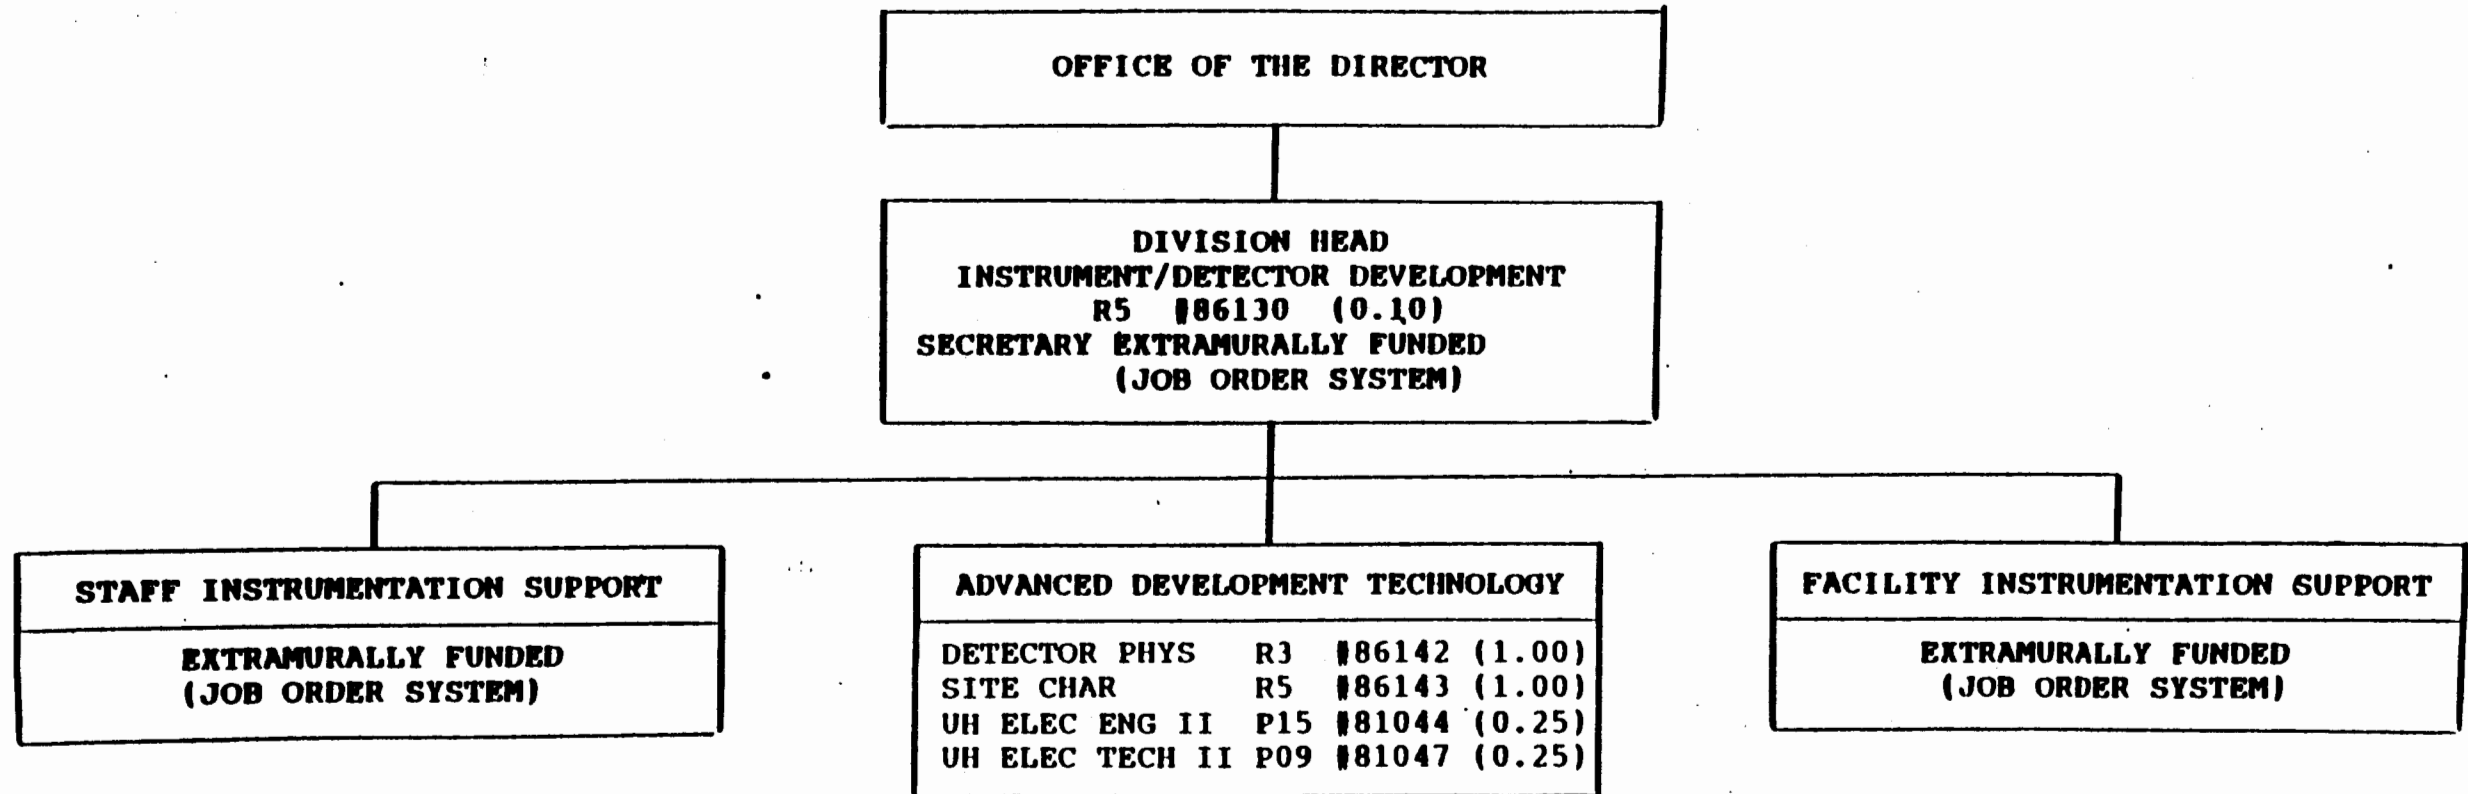 OFFICE OF THE DIRECTOR
DIVISION HEAD
INSTRUMENT/DETECTOR DEVELOPMENT
R5 #86130 (0.10)
SECRETARY EXTRAMURALLY FUNDED
(JOB ORDER SYSTEM)
STAFF INSTRUMENTATION SUPPORT
EXTRAMURALLY FUNDED
(JOB ORDER SYSTEM)
ADVANCED DEVELOPMENT TECHNOLOGY
DETECTOR PHYS R3 #86142 (1.00)
SITE CHAR R5 #86143 (1.00)
UH ELEC ENG II P15 #81044 (0.25)
UH ELEC TECH II P09 #81047 (0.25)
FACILITY INSTRUMENTATION SUPPORT
EXTRAMURALLY FUNDED
(JOB ORDER SYSTEM)